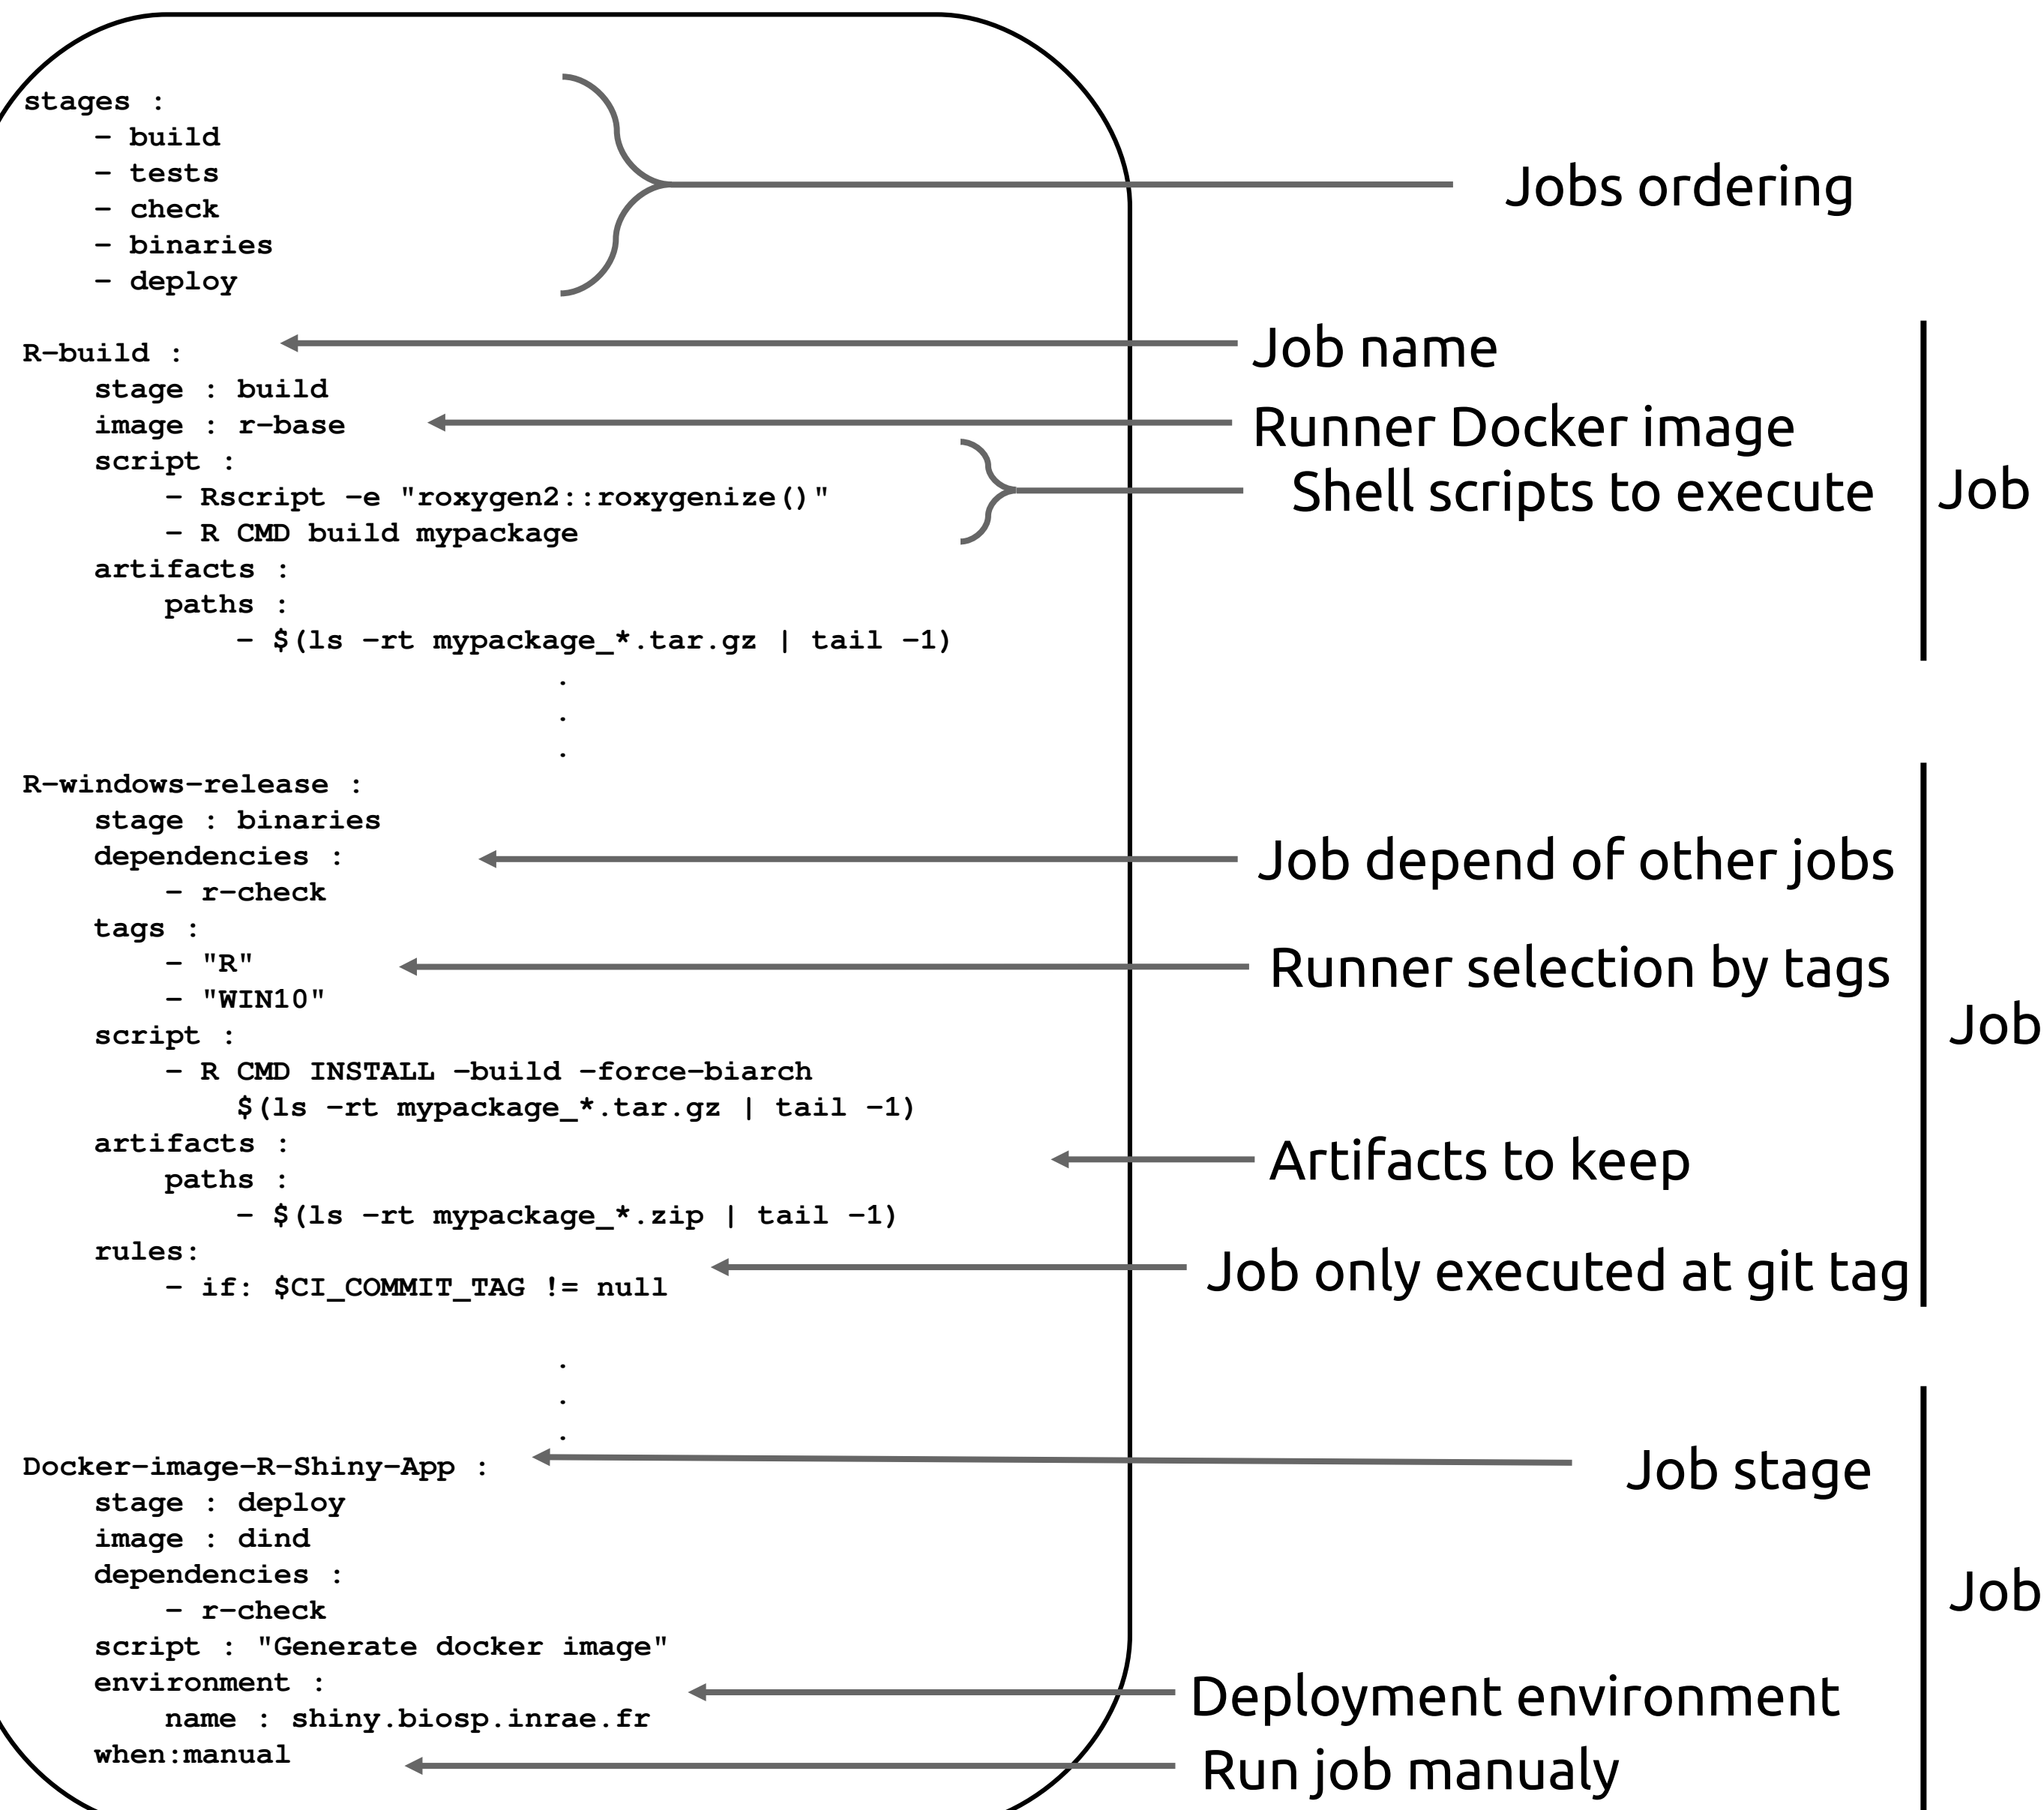 stages :
    - build
    - tests
    - check
    - binaries
    - deploy
Jobs ordering
R-build :
    stage : build
    image : r-base
    script :
        - Rscript -e "roxygen2::roxygenize()"
        - R CMD build mypackage
    artifacts :
        paths :
            - $(ls -rt mypackage_*.tar.gz | tail -1)
.
.
.
Job name
Runner Docker image
Shell scripts to execute
Job
R-windows-release :
    stage : binaries
    dependencies :
        - r-check
    tags :
        - "R"
        - "WIN10"
    script :
        - R CMD INSTALL -build -force-biarch
            $(ls -rt mypackage_*.tar.gz | tail -1)
    artifacts :
        paths :
            - $(ls -rt mypackage_*.zip | tail -1)
    rules:
        - if: $CI_COMMIT_TAG != null
.
.
.
Job depend of other jobs
Runner selection by tags
Artifacts to keep
Job only executed at git tag
Job
Docker-image-R-Shiny-App :
    stage : deploy
    image : dind
    dependencies :
        - r-check
    script : "Generate docker image"
    environment :
        name : shiny.biosp.inrae.fr
    when:manual
Job stage
Deployment environment
Run job manualy
Job